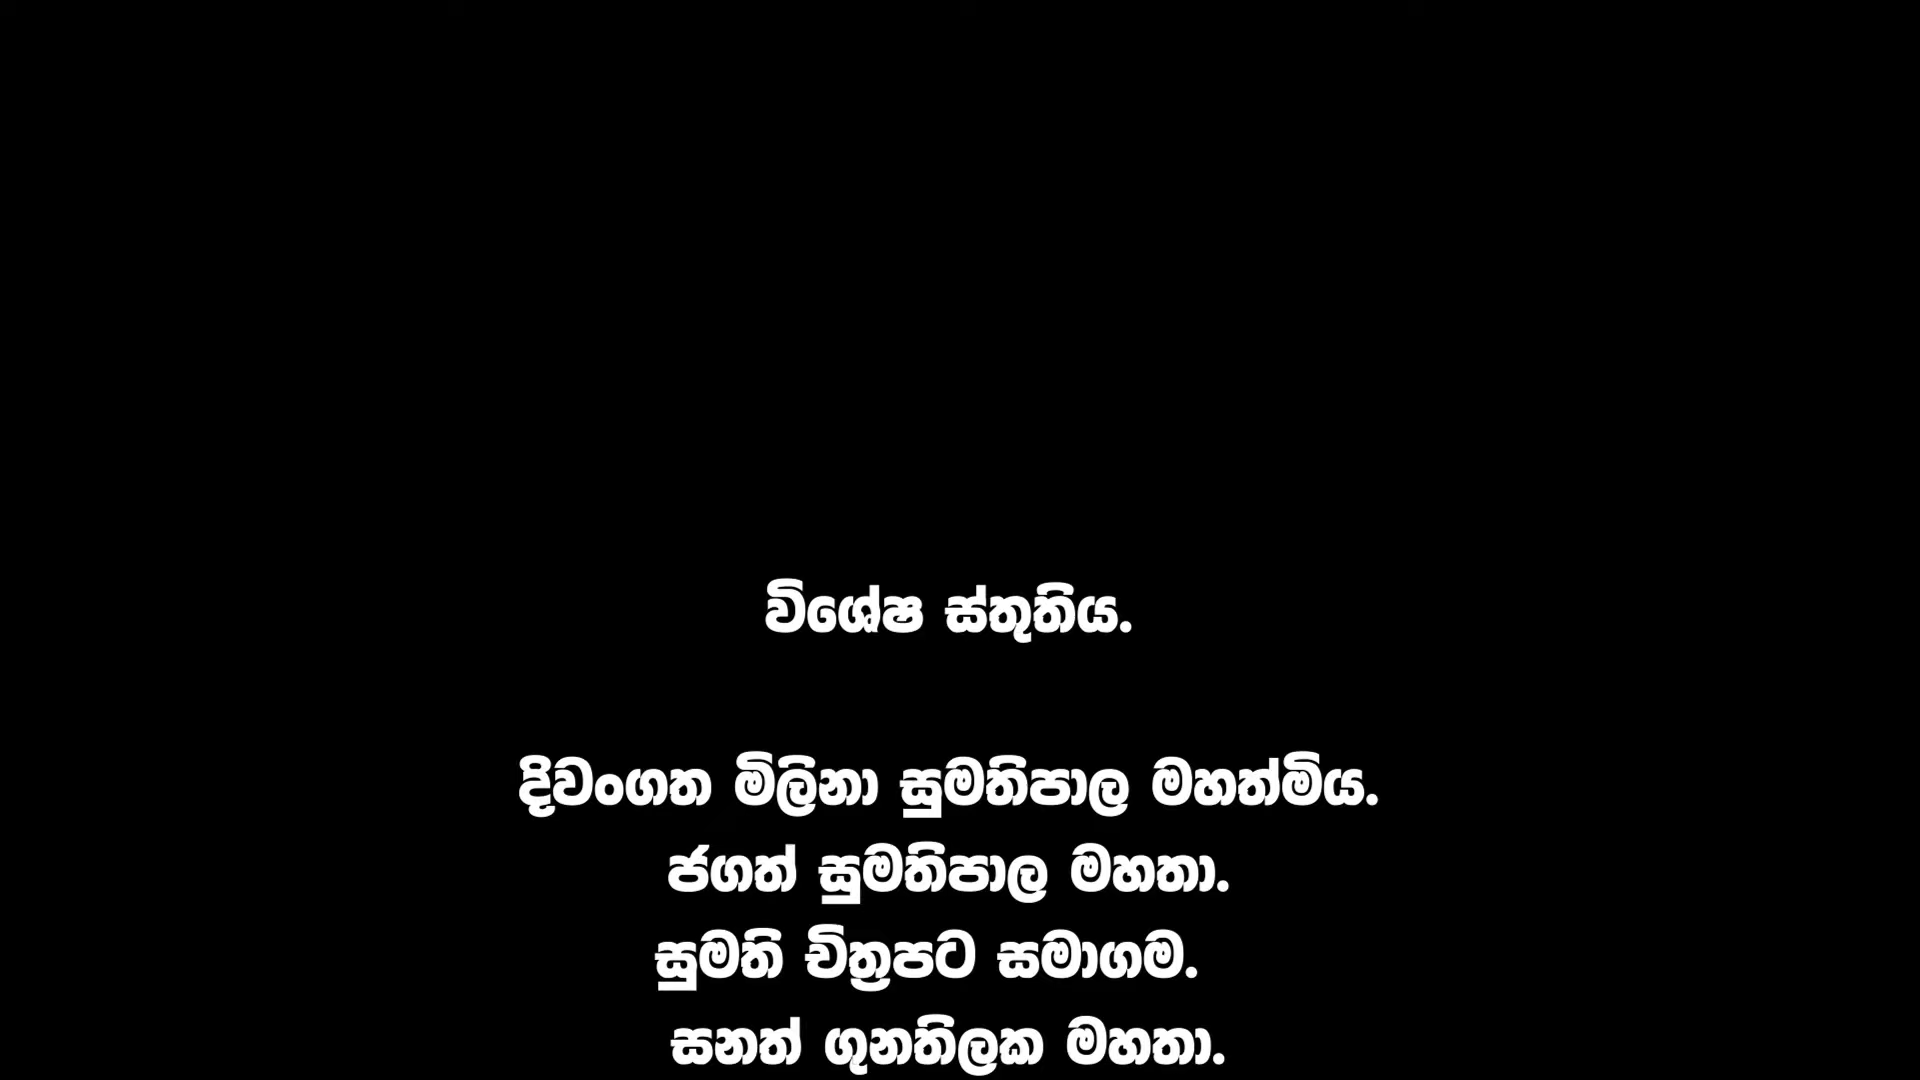 විශේෂ ස්තූතිය.
දිවංගත මිලිනා සුමතිපාල මහත්මිය.
ජගත් සුමතිපාල මහතා.
සුමති චිත්‍රපට සමාගම.
සනත් ගුනතිලක මහතා.